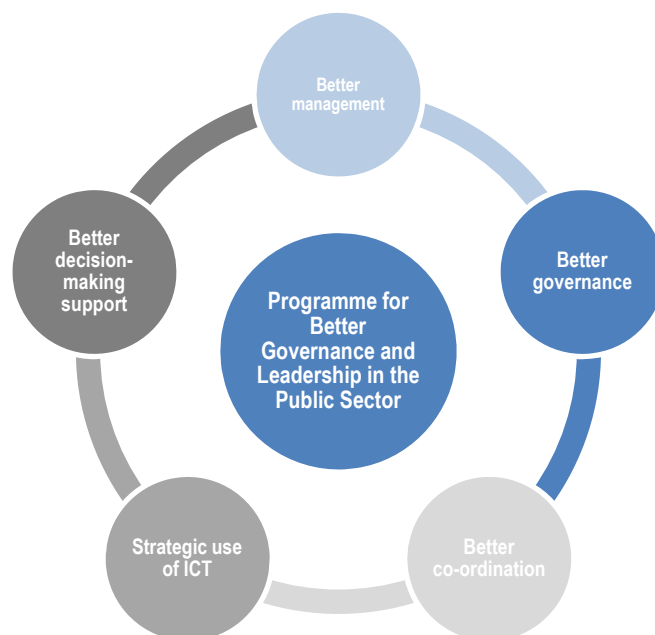 Better
management
Better
governance
Better
decision-
making
support
Programme for
Better
Governance and
Leadership in the
Public Sector
Strategic use
of ICT
Better
co-ordination